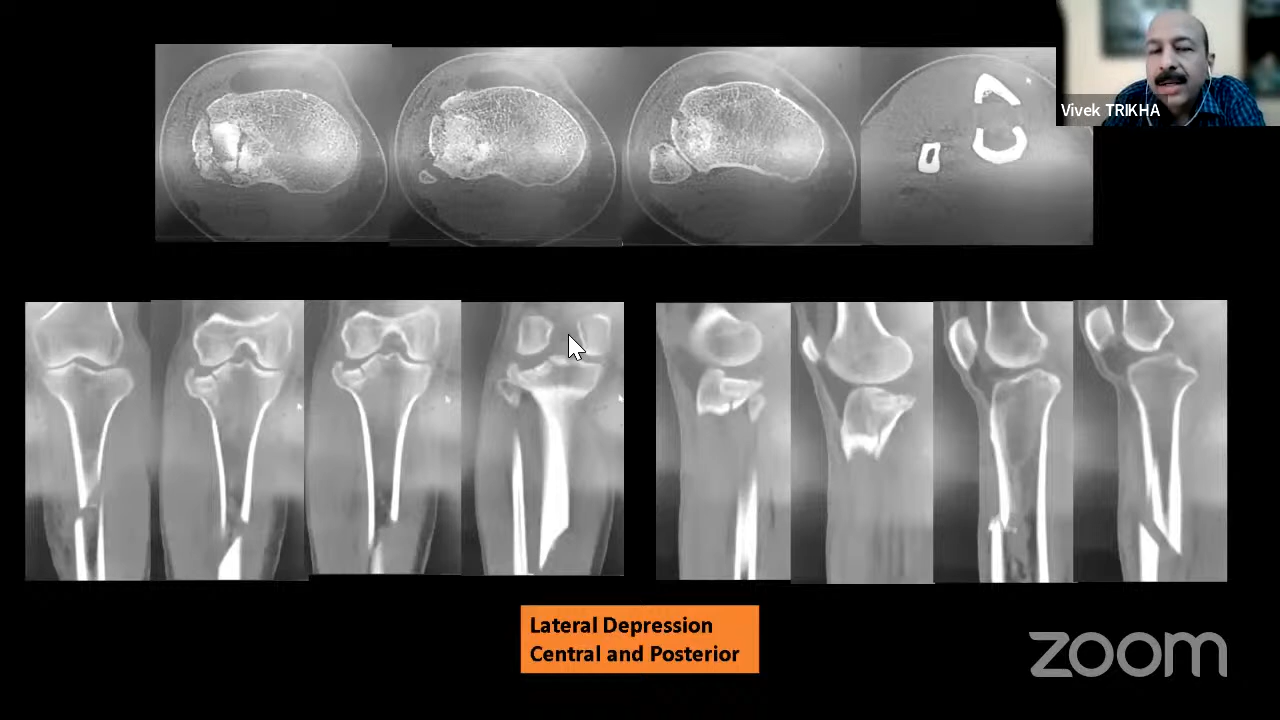 Vivek TRIKHA
Lateral Depression
Central and Posterior
zoom